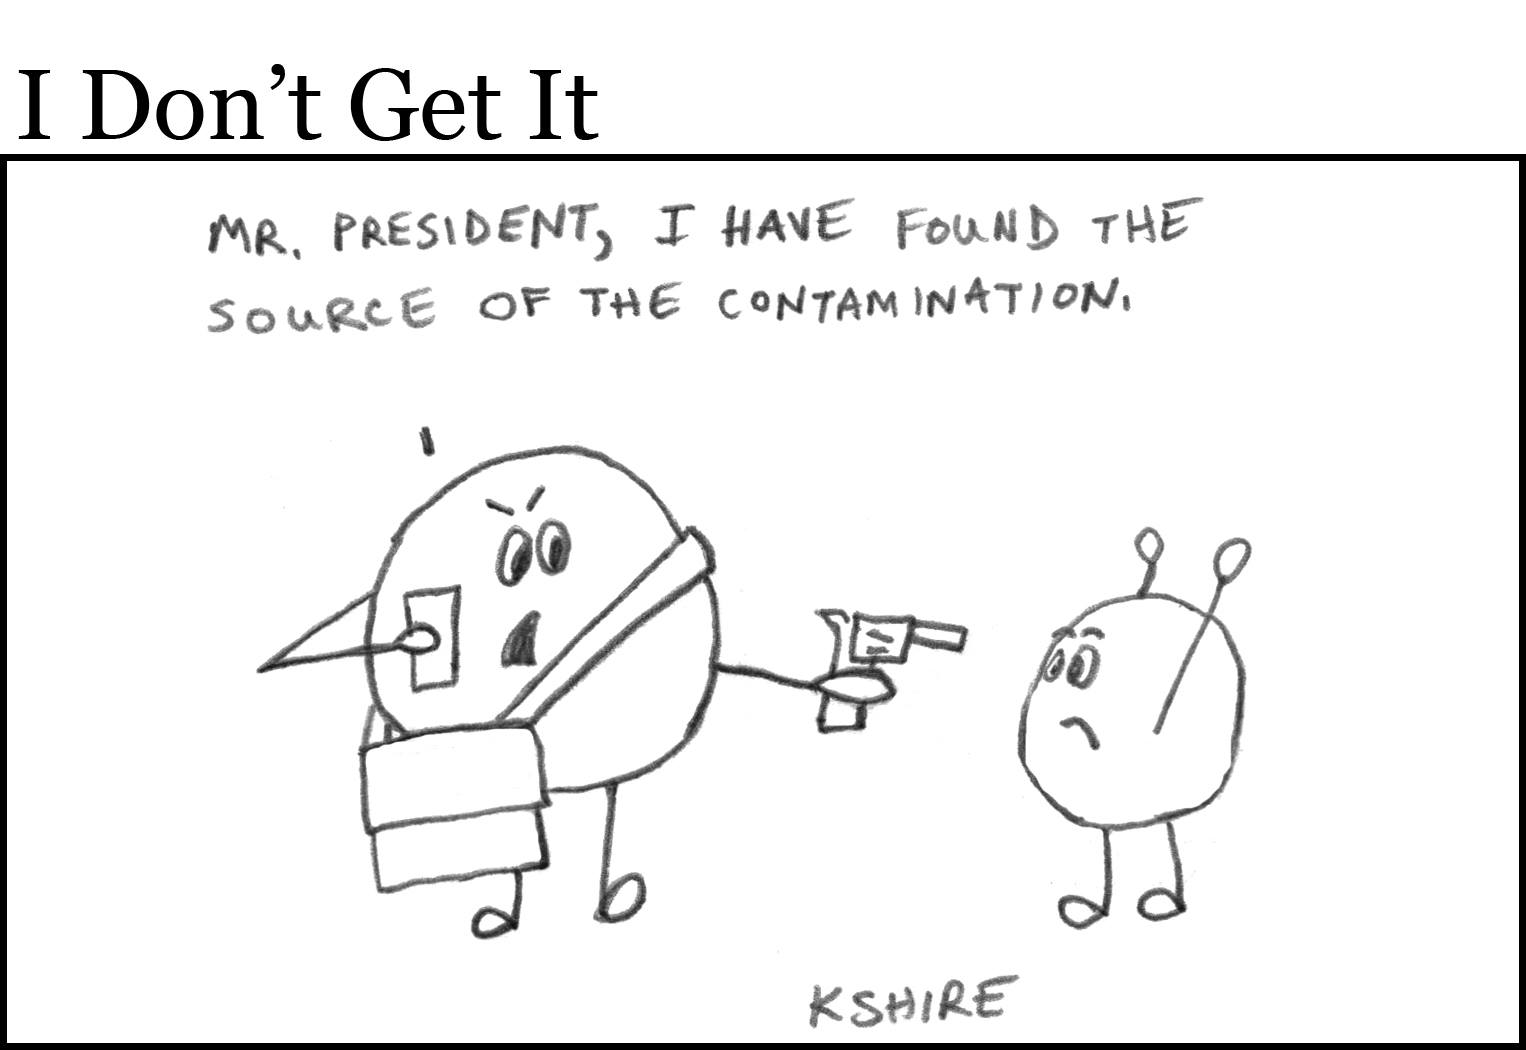 I Don’t Get It
MR. PRESIDENT, I HAVE FOUND THE
SOURCE OF THE CONTAMINATION.
KSHIRE